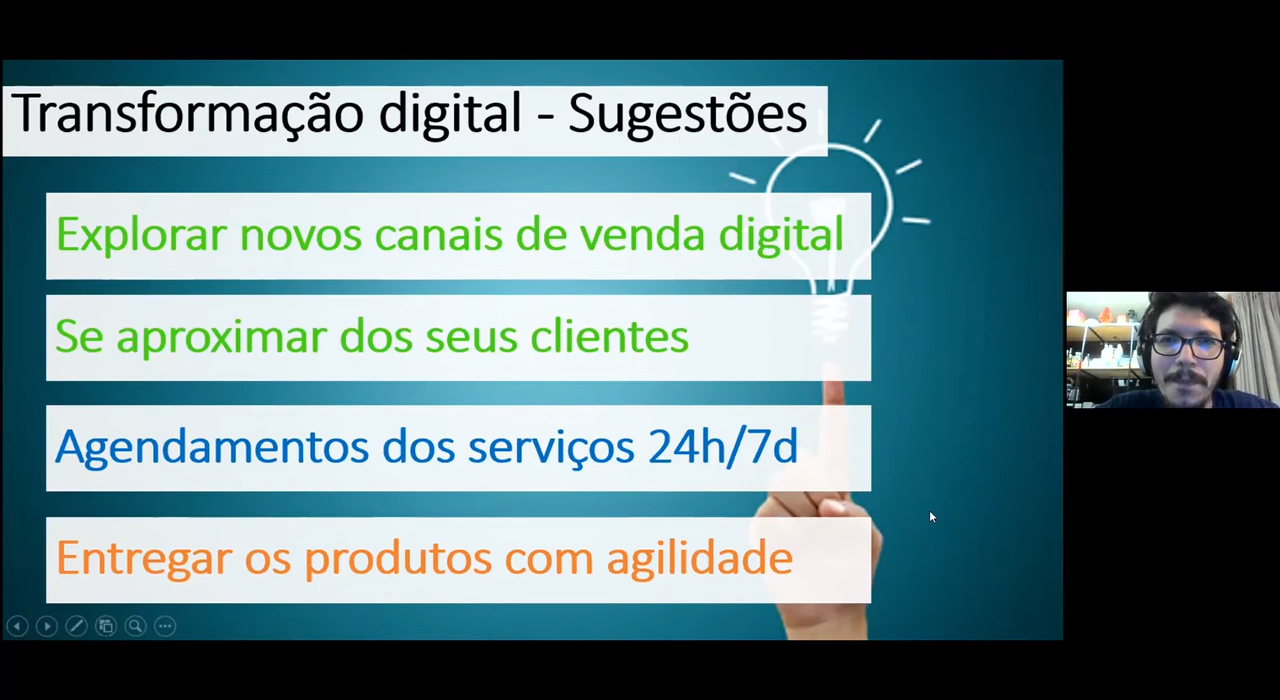 Transformação digital - Sugestões
Explorar novos canais de venda digital
Se aproximar dos seus clientes
Agendamentos dos serviços 24h/7d
Entregar os produtos com agilidade